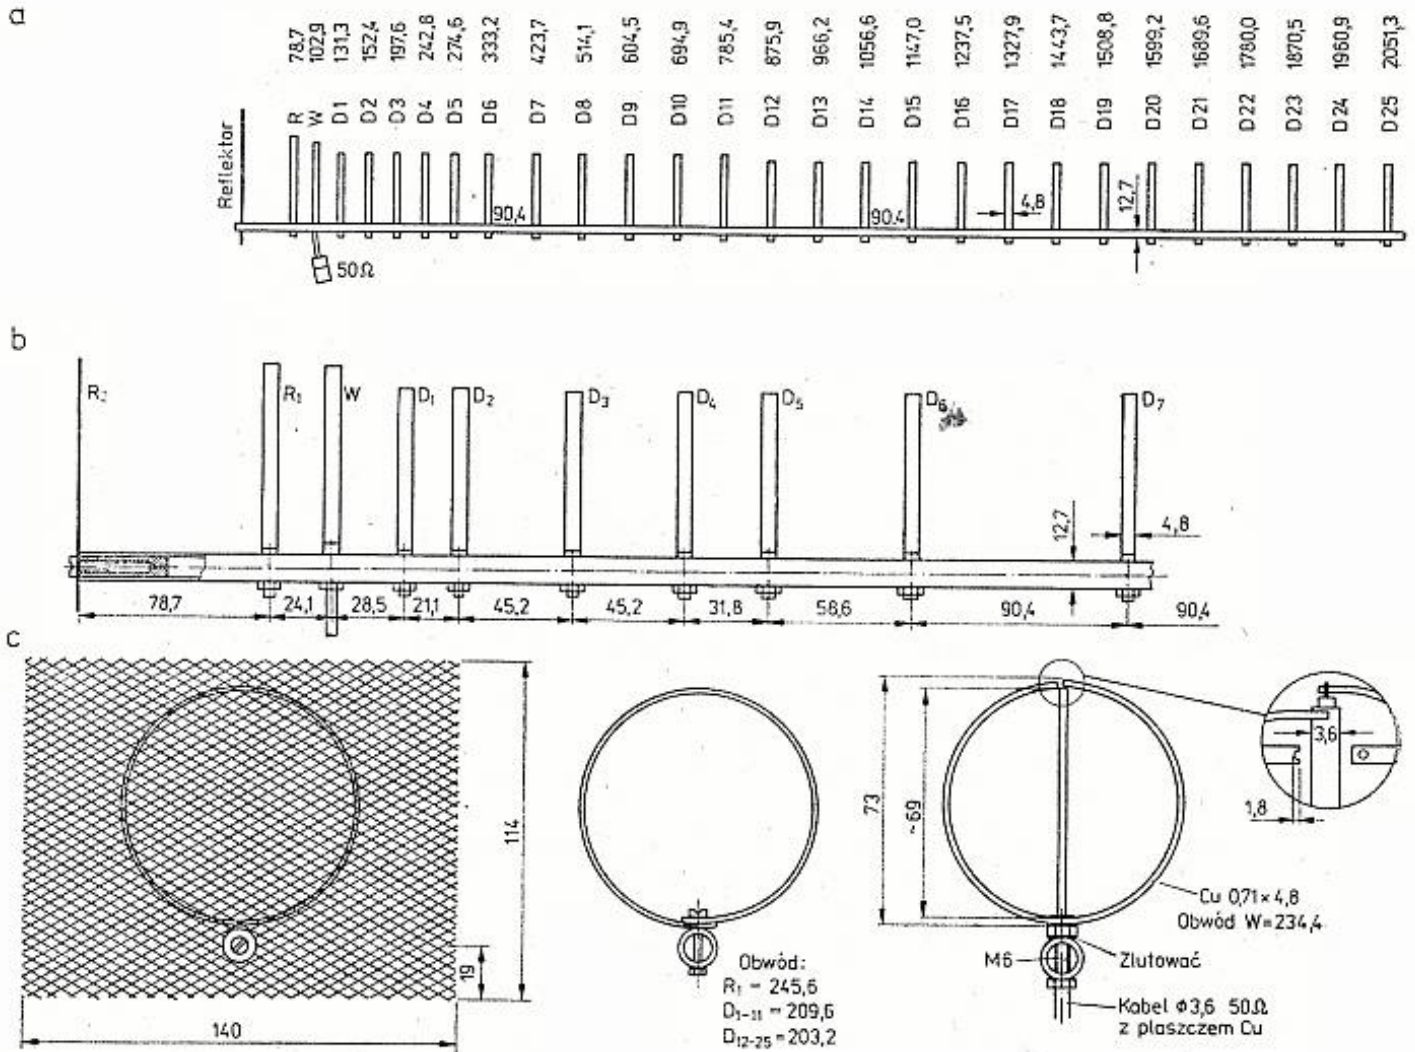 a
78,7 102,9 131,3 152,4 197,6 242,8 274,6 333,2 423,7 514,1 604,5 694,9 785,4 875,9 966,2 1056,6 1147,0 1237,5 1327,9 1443,7 1508,8 1599,2 1689,6 1780,0 1870,5 1960,9 2051,3
Reflektor R W D1 D2 D3 D4 D5 D6 D7 D8 D9 D10 D11 D12 D13 D14 D15 D16 D17 D18 D19 D20 D21 D22 D23 D24 D25
90,4 90,4 4,8 12,7
50Ω
b
R₂ R₁ W D₁ D₂ D₃ D₄ D₅ D₆ D₇
12,7 4,8
78,7 24,1 28,5 21,1 45,2 45,2 31,8 58,6 90,4 90,4
c
114
19
140
Obwód:
R₁ = 245,6
D₁₋₁₁ = 209,6
D₁₂₋₂₅ = 203,2
73
~69
3,6
1,8
Cu 0,71×4,8
Obwód W=234,4
M6
Zlutować
Kabel φ3,6 50Ω
z plaszczem Cu